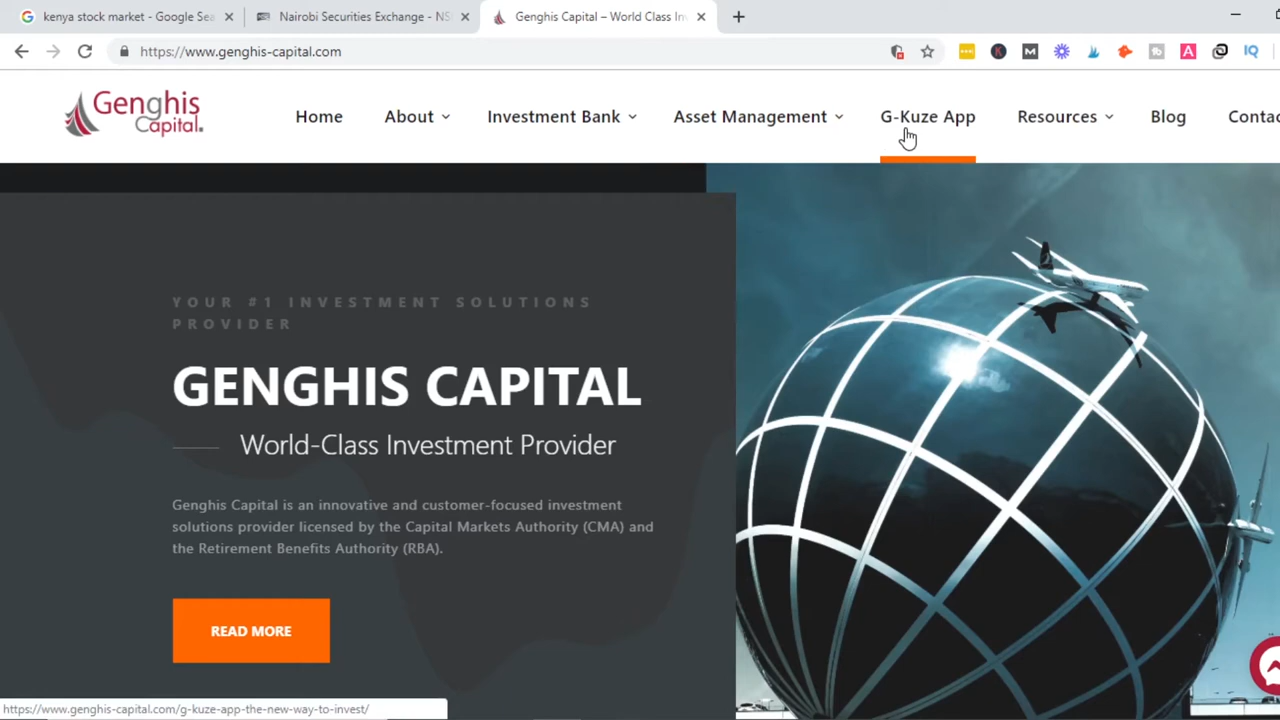 kenya stock market - Google Sea
Nairobi Securities Exchange - NS
Genghis Capital – World Class In
https://www.genghis-capital.com
Genghis
Capital.
Home
About
Investment Bank
Asset Management
G-Kuze App
Resources
Blog
Contac
YOUR #1 INVESTMENT SOLUTIONS
PROVIDER
GENGHIS CAPITAL
World-Class Investment Provider
Genghis Capital is an innovative and customer-focused investment
solutions provider licensed by the Capital Markets Authority (CMA) and
the Retirement Benefits Authority (RBA).
READ MORE
https://www.genghis-capital.com/g-kuze-app-the-new-way-to-invest/